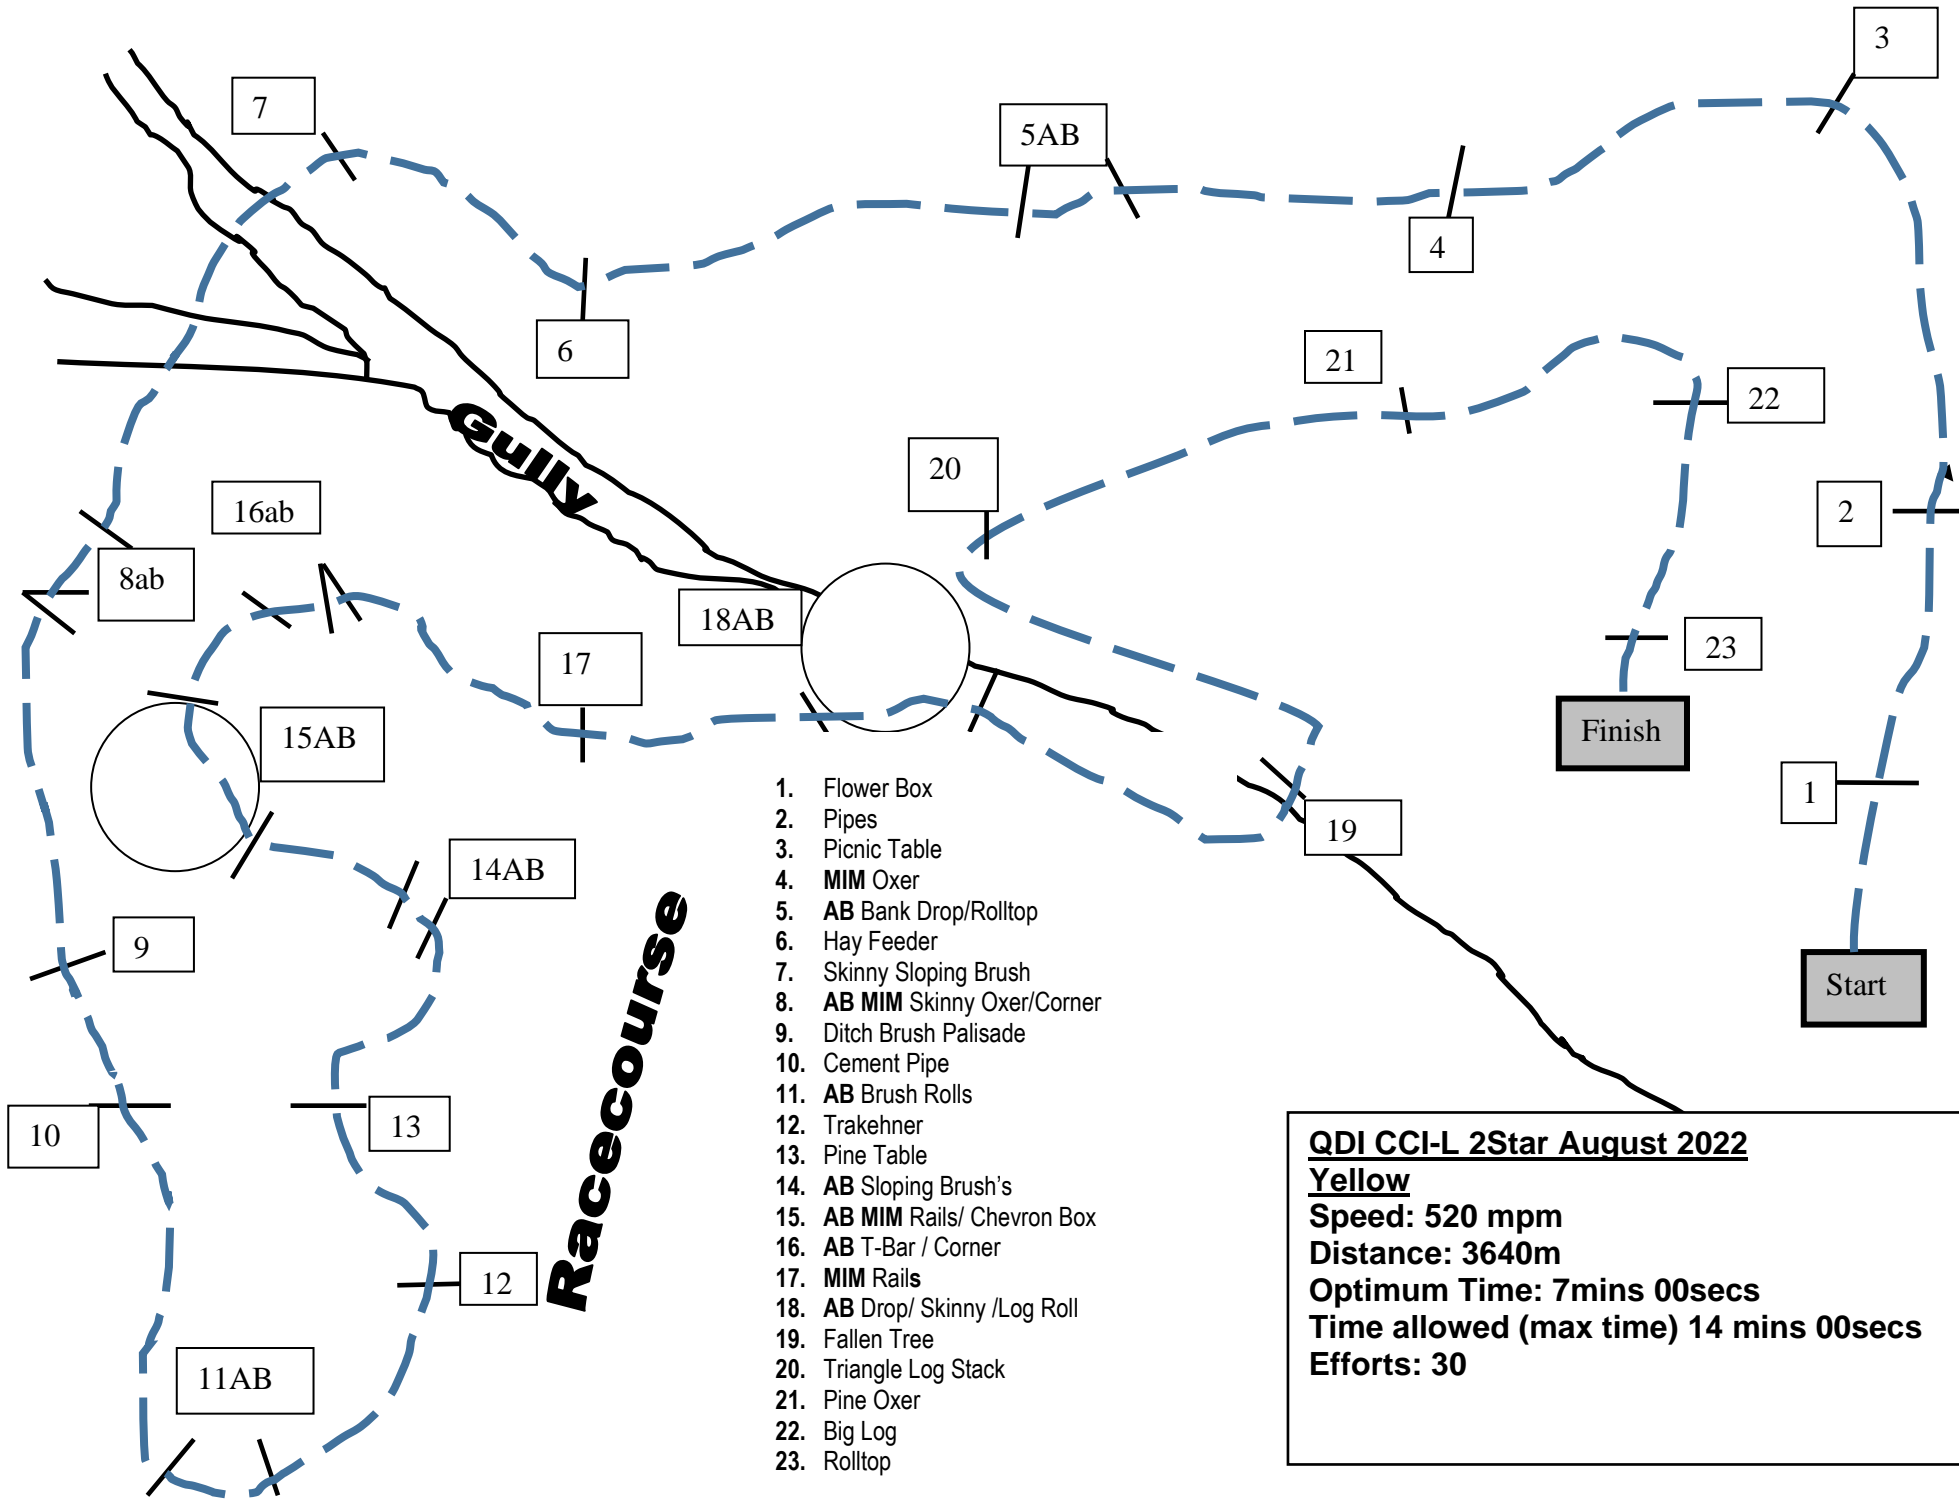 3
7
5AB
4
6
21
22
20
2
16ab
8ab
Gully
18AB
17
23
15AB
Finish
1
19
14AB
9
Start
10
13
12
11AB
Racecourse
1. Flower Box
2. Pipes
3. Picnic Table
4. MIM Oxer
5. AB Bank Drop/Rolltop
6. Hay Feeder
7. Skinny Sloping Brush
8. AB MIM Skinny Oxer/Corner
9. Ditch Brush Palisade
10. Cement Pipe
11. AB Brush Rolls
12. Trakehner
13. Pine Table
14. AB Sloping Brush's
15. AB MIM Rails/ Chevron Box
16. AB T-Bar / Corner
17. MIM Rails
18. AB Drop/ Skinny /Log Roll
19. Fallen Tree
20. Triangle Log Stack
21. Pine Oxer
22. Big Log
23. Rolltop
QDI CCI-L 2Star August 2022
Yellow
Speed: 520 mpm
Distance: 3640m
Optimum Time: 7mins 00secs
Time allowed (max time) 14 mins 00secs
Efforts: 30